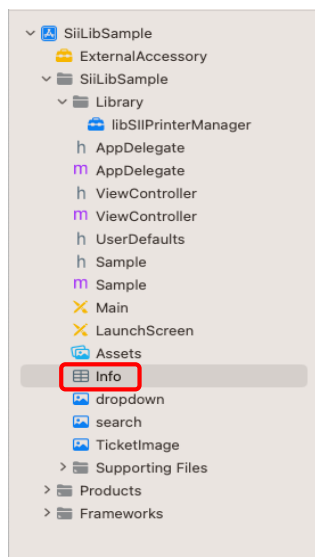 SiiLibSample
ExternalAccessory
SiiLibSample
Library
libSIIPrinterManager
h AppDelegate
m AppDelegate
h ViewController
m ViewController
h UserDefaults
h Sample
m Sample
Main
LaunchScreen
Assets
Info
dropdown
search
TicketImage
Supporting Files
Products
Frameworks